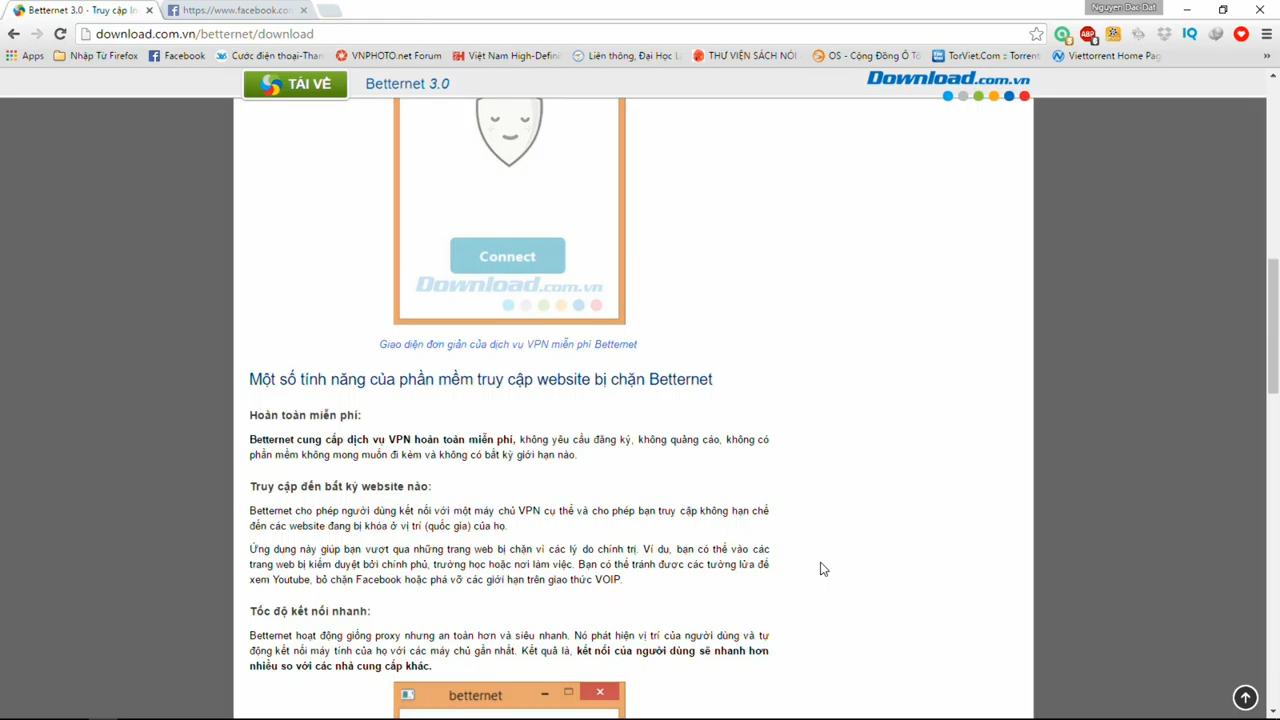 Betternet 3.0 - Truy cập In
https://www.facebook.co
Nguyen Dac Dat
download.com.vn/betternet/download
Apps
Nhập Từ Firefox
Facebook
Cước điện thoại-Than
VNPHOto.net Forum
Việt Nam High-Defini
Liên thông, Đại Học L
THƯ VIỆN SÁCH NÓI
OS - Cộng Đồng Ô Tô
TorViet.Com :: Torrent
Viettorrent Home Pag
TẢI VỀ
Betternet 3.0
Download.com.vn
Connect
Download.com.vn
Giao diện đơn giản của dịch vụ VPN miễn phí Betternet
Một số tính năng của phần mềm truy cập website bị chặn Betternet
Hoàn toàn miễn phí:
Betternet cung cấp dịch vụ VPN hoàn toàn miễn phí, không yêu cầu đăng ký, không quảng cáo, không có
phần mềm không mong muốn đi kèm và không có bất kỳ giới hạn nào.
Truy cập đến bất kỳ website nào:
Betternet cho phép người dùng kết nối với một máy chủ VPN cụ thể và cho phép bạn truy cập không hạn chế
đến các website đang bị khóa ở vị trí (quốc gia) của họ.
Ứng dụng này giúp bạn vượt qua những trang web bị chặn vì các lý do chính trị. Ví dụ, bạn có thể vào các
trang web bị kiểm duyệt bởi chính phủ, trường học hoặc nơi làm việc. Bạn có thể tránh được các tường lửa để
xem Youtube, bỏ chặn Facebook hoặc phá vỡ các giới hạn trên giao thức VOIP.
Tốc độ kết nối nhanh:
Betternet hoạt động giống proxy nhưng an toàn hơn và siêu nhanh. Nó phát hiện vị trí của người dùng và tự
động kết nối máy tính của họ với các máy chủ gần nhất. Kết quả là, kết nối của người dùng sẽ nhanh hơn
nhiều so với các nhà cung cấp khác.
betternet